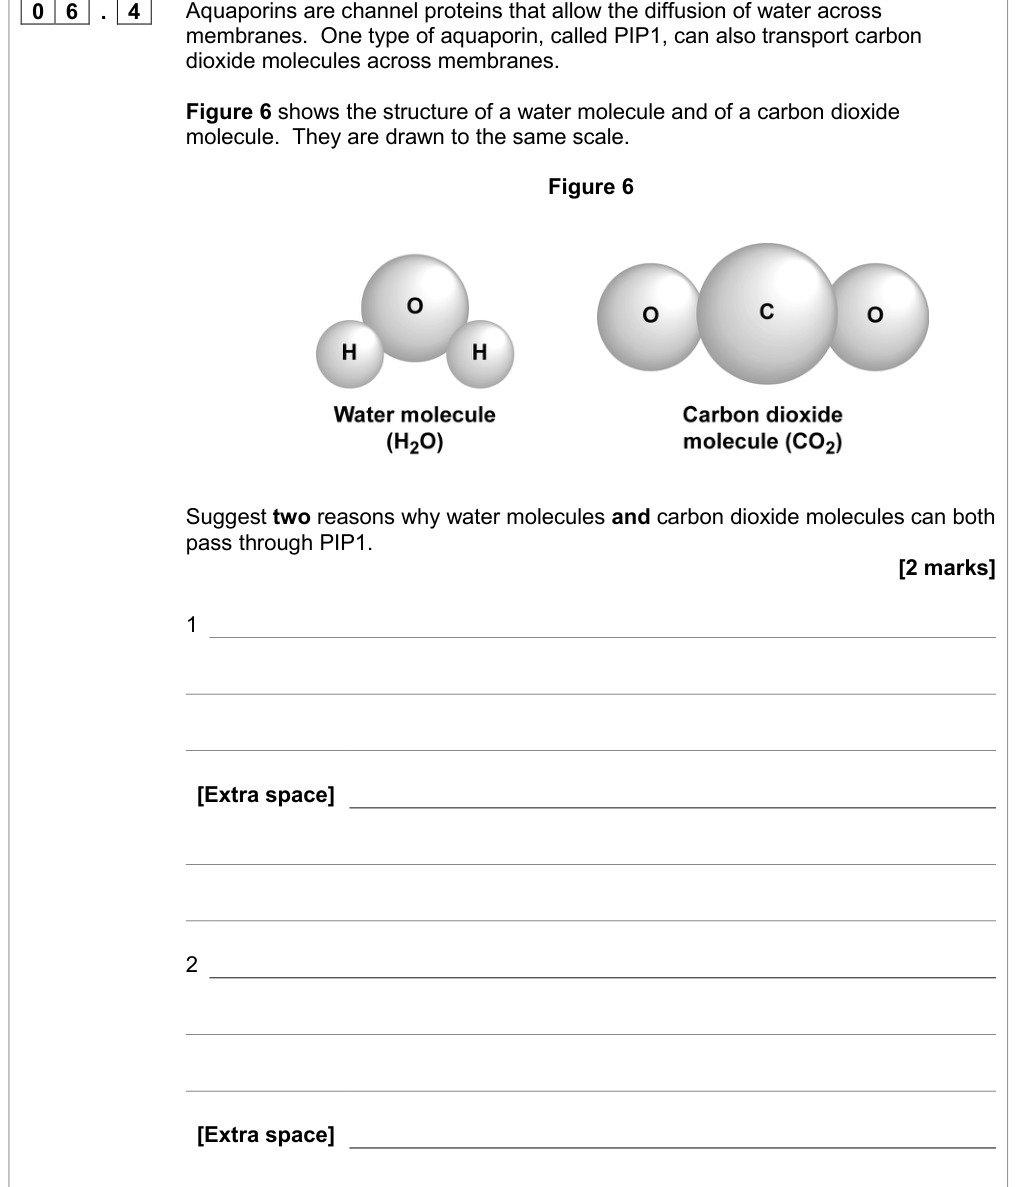 0 6 . 4 Aquaporins are channel proteins that allow the diffusion of water across
membranes. One type of aquaporin, called PIP1, can also transport carbon
dioxide molecules across membranes.
Figure 6 shows the structure of a water molecule and of a carbon dioxide
molecule. They are drawn to the same scale.
Figure 6
O
H H
Water molecule
(H₂O)
O C O
Carbon dioxide
molecule (CO₂)
Suggest two reasons why water molecules and carbon dioxide molecules can both
pass through PIP1.
[2 marks]
1
[Extra space]
2
[Extra space]